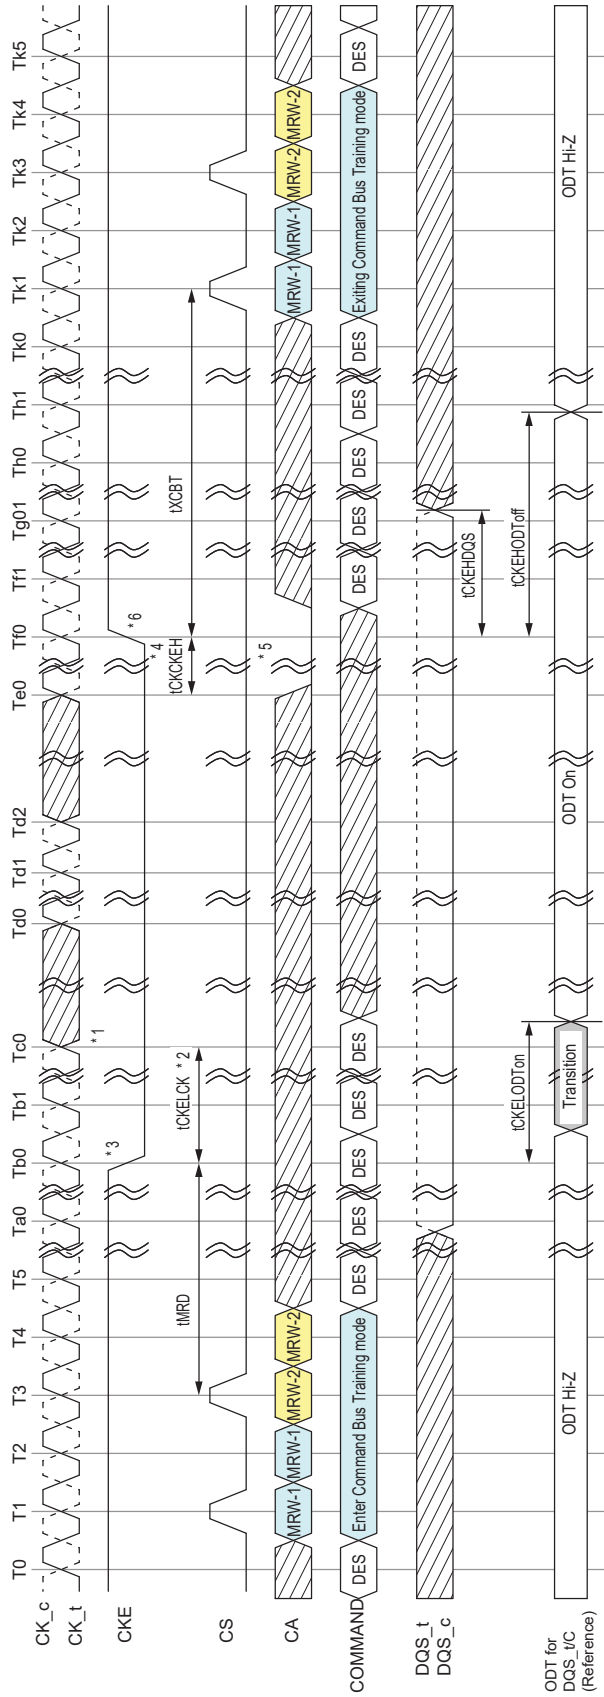 T0 T1 T2 T3 T4 T5 Ta0 Tb0 Tb1 Tc0 Td0 Td1 Td2 Te0 Tf0 Tf1 Tg01 Th0 Th1 Tk0 Tk1 Tk2 Tk3 Tk4 Tk5
CK_c
CK_t
*1
CKE
*3
*6
tCKELCK *2
*4
tMRD
tCKCKEH
tXCBT
CS
*5
CA
MRW-1 MRW-1 MRW-2 MRW-2
MRW-1 MRW-1 MRW-2 MRW-2
COMMAND
DES Enter Command Bus Training mode DES DES DES DES DES DES DES DES DES DES Exiting Command Bus Training mode DES
DQS_t
DQS_c
tCKEHDQS
tCKELODTon
tCKEHODToff
ODT for
DQS_t/C
(Reference)
ODT Hi-Z Transition ODT On ODT Hi-Z